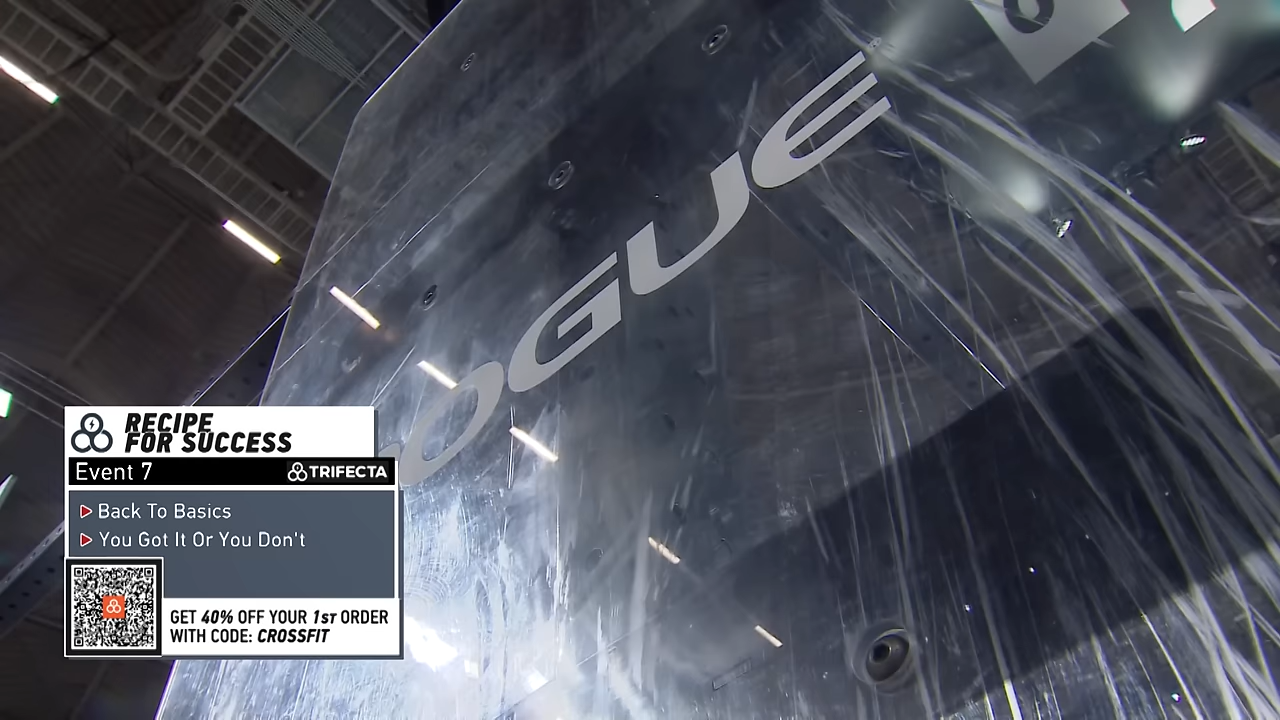 OGUE
RECIPE
FOR SUCCESS
Event 7
TRIFECTA
Back To Basics
You Got It Or You Don't
GET 40% OFF YOUR 1ST ORDER
WITH CODE: CROSSFIT